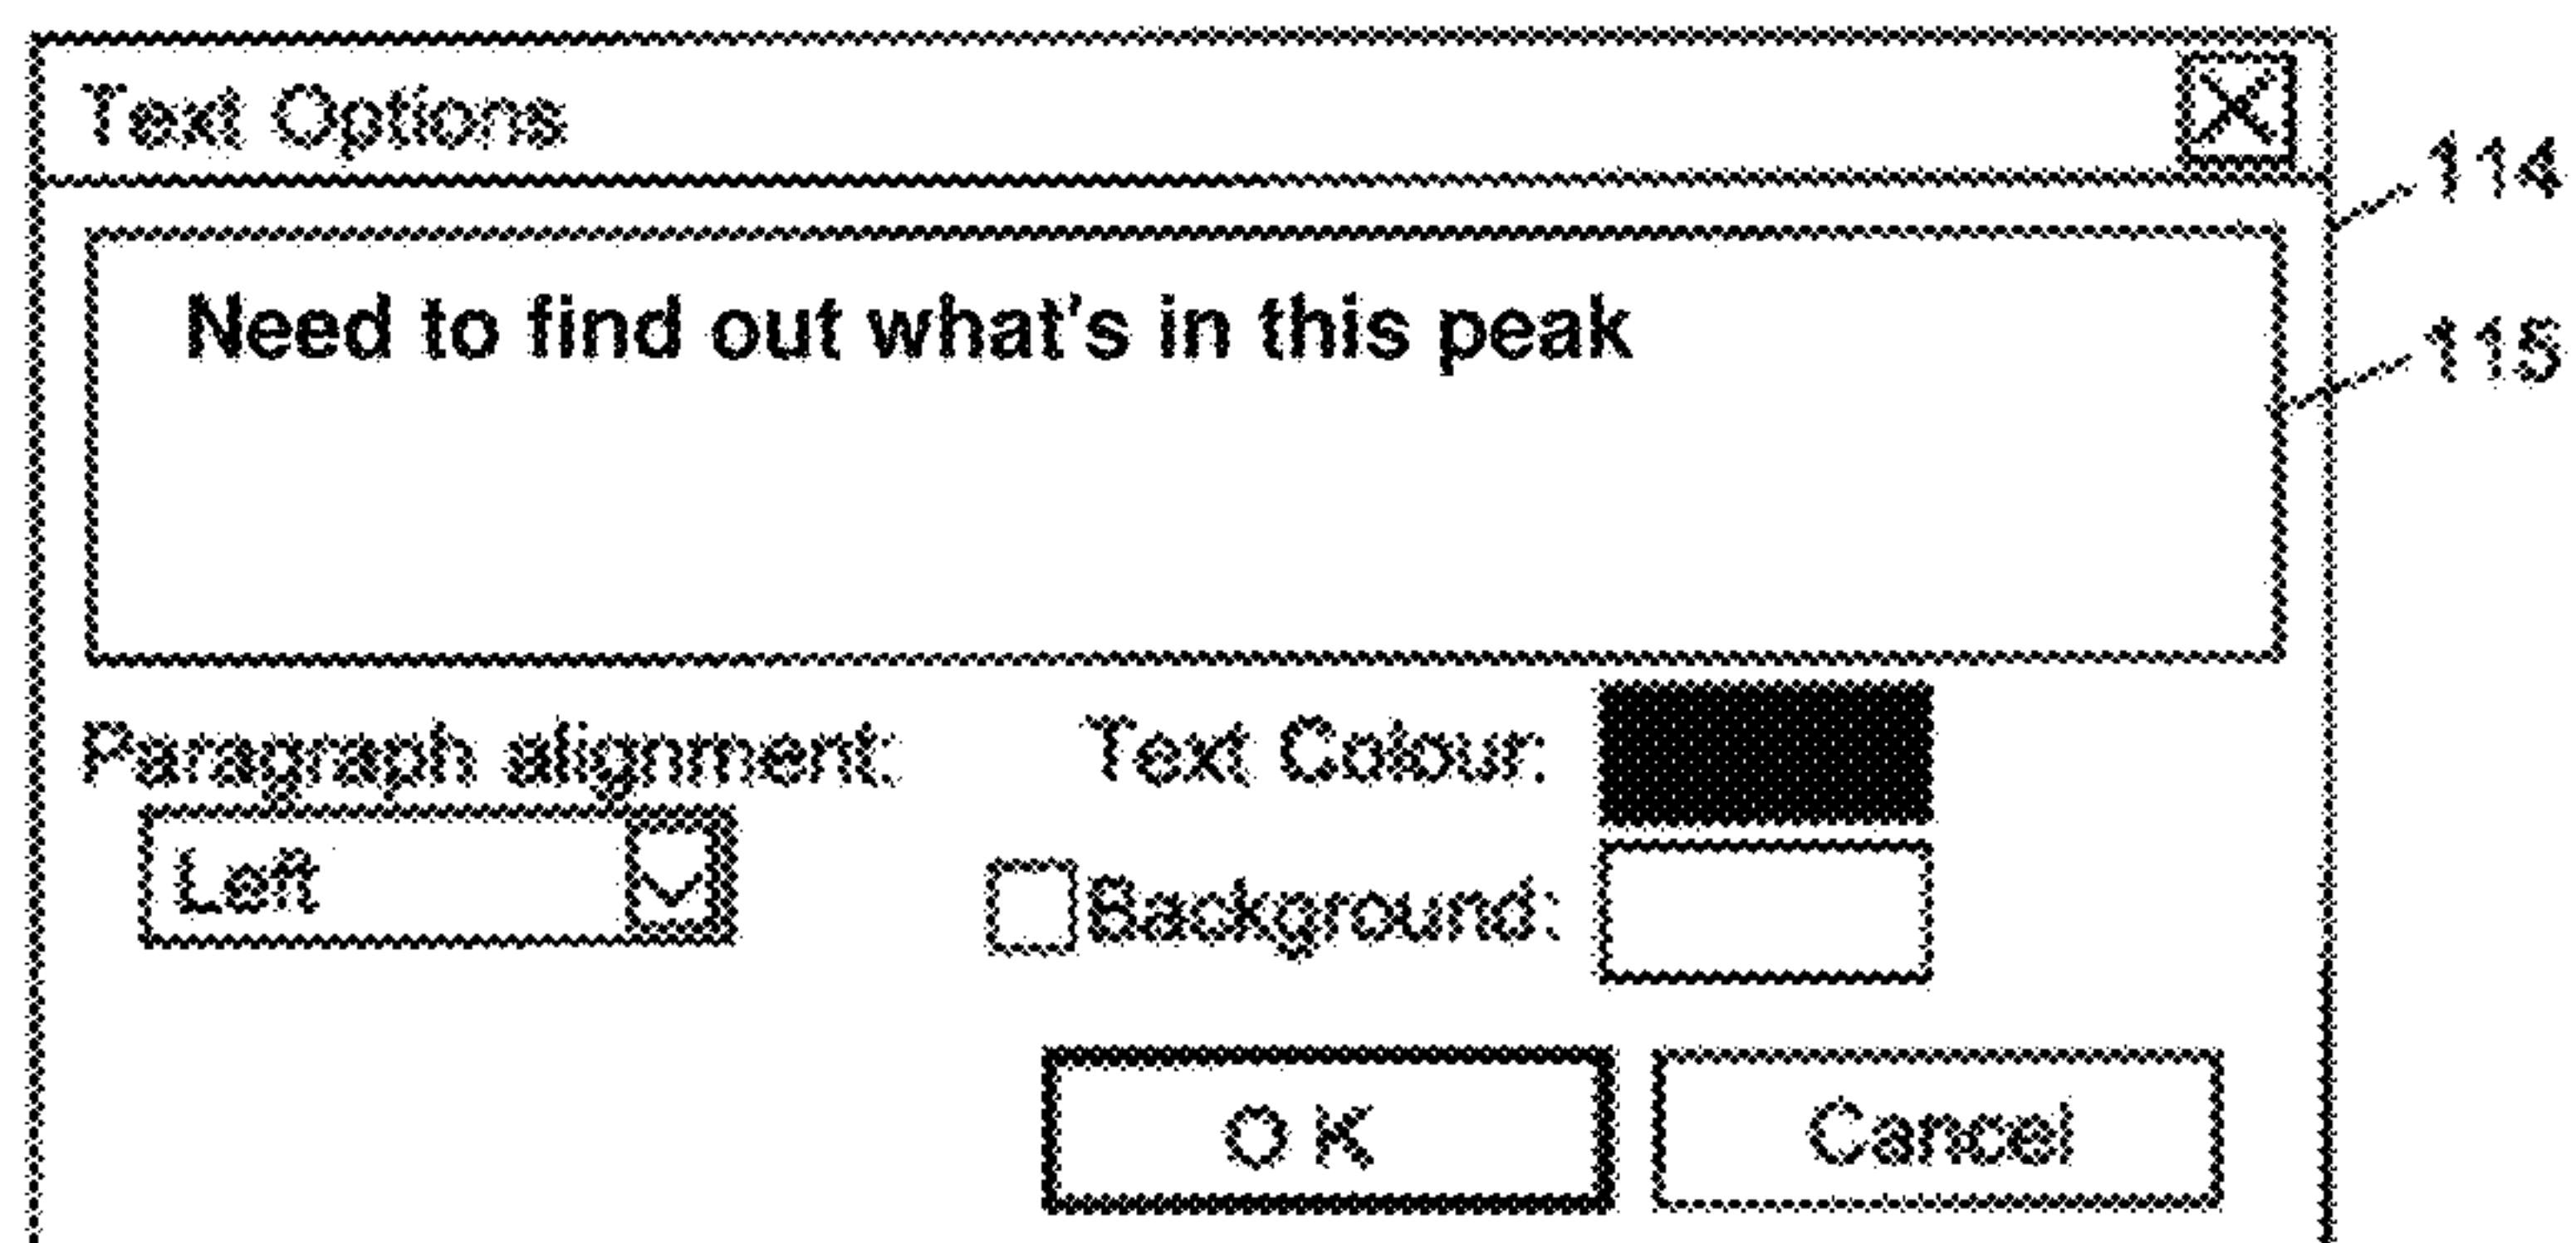 Text Options
114
Need to find out what's in this peak
115
Paragraph alignment:
Text Colour:
Left
Background:
OK
Cancel